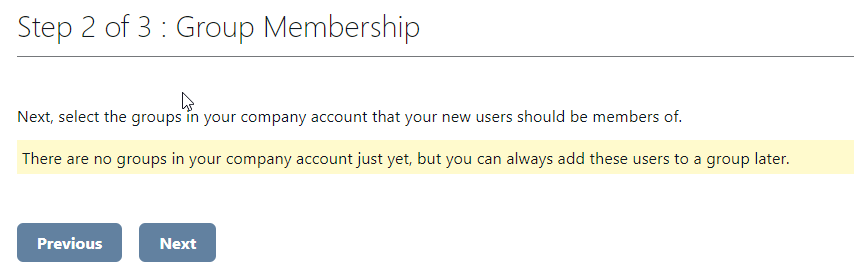 Step 2 of 3 : Group Membership
Next, select the groups in your company account that your new users should be members of.
There are no groups in your company account just yet, but you can always add these users to a group later.
Previous
Next